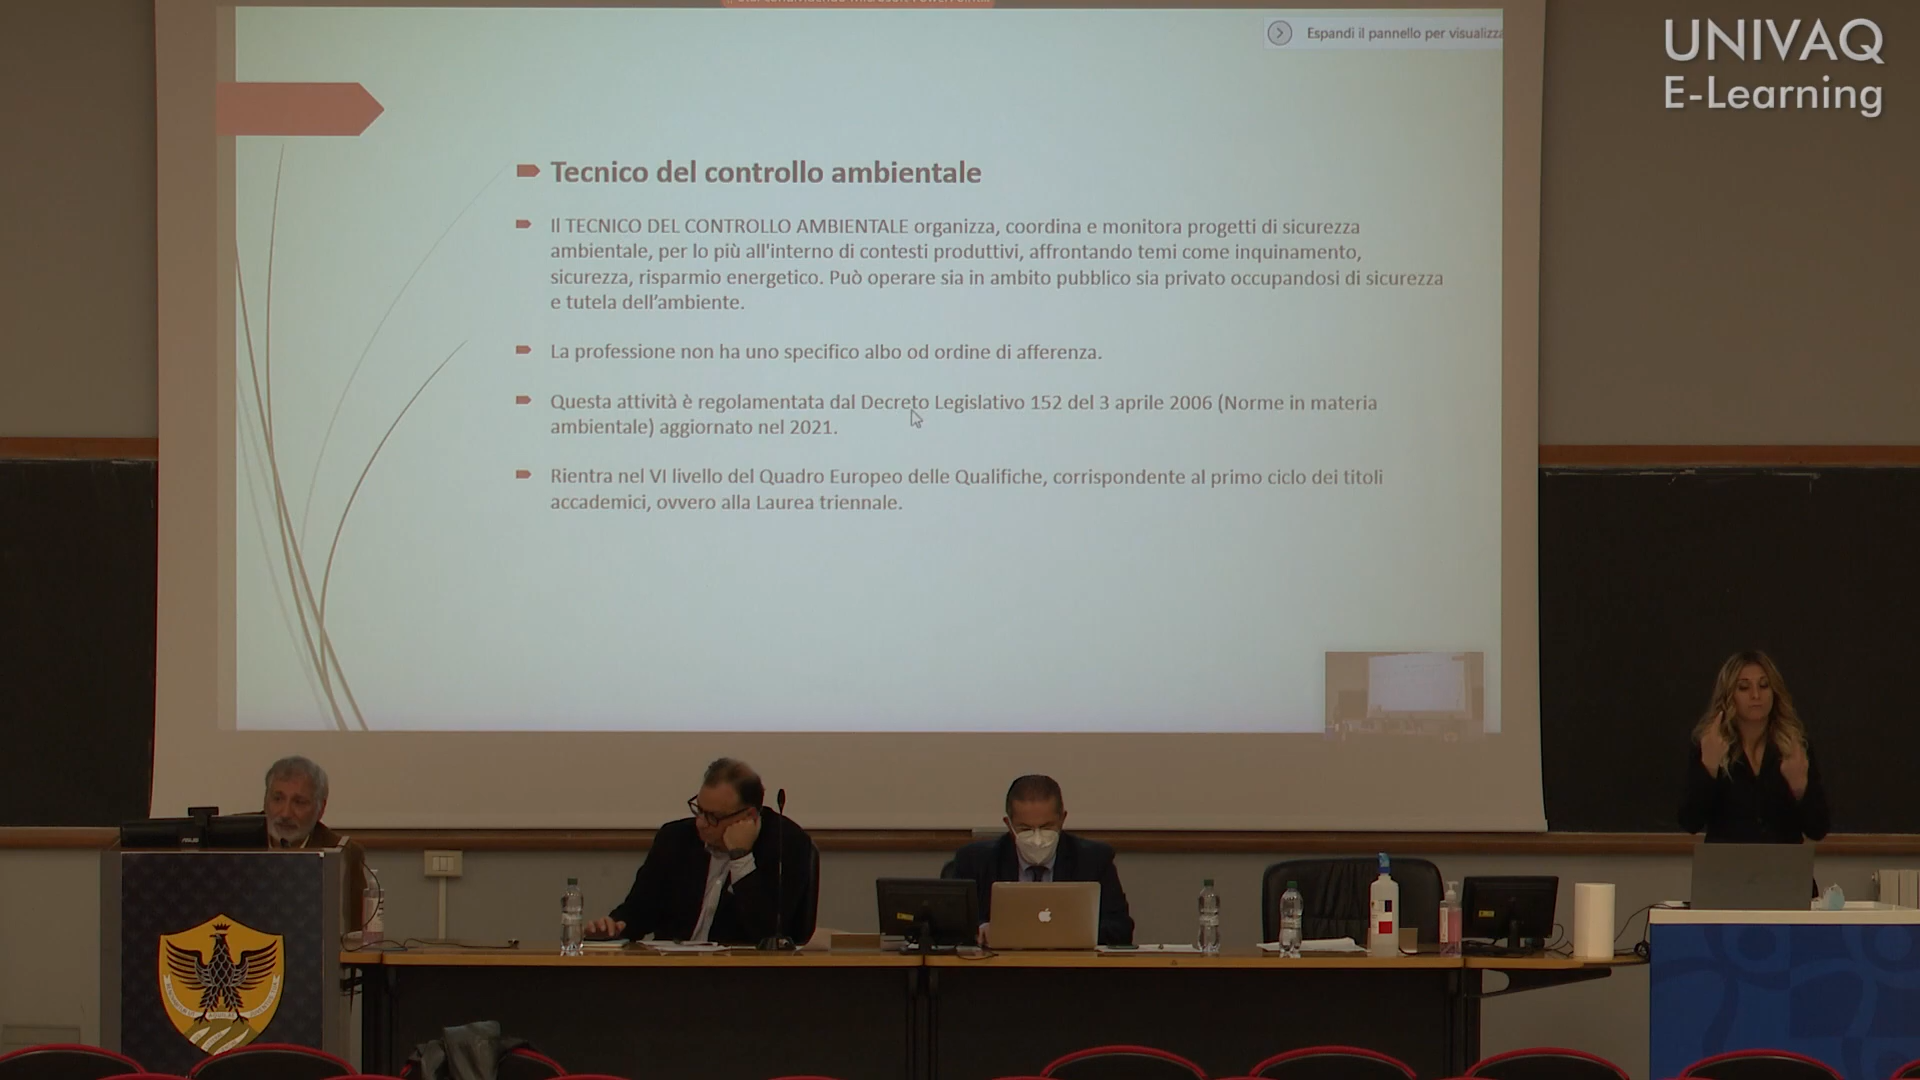 Espandi il pannello per visualizza
UNIVAQ
E-Learning
Tecnico del controllo ambientale
Il TECNICO DEL CONTROLLO AMBIENTALE organizza, coordina e monitora progetti di sicurezza
ambientale, per lo più all'interno di contesti produttivi, affrontando temi come inquinamento,
sicurezza, risparmio energetico. Può operare sia in ambito pubblico sia privato occupandosi di sicurezza
e tutela dell’ambiente.
La professione non ha uno specifico albo od ordine di afferenza.
Questa attività è regolamentata dal Decreto Legislativo 152 del 3 aprile 2006 (Norme in materia
ambientale) aggiornato nel 2021.
Rientra nel VI livello del Quadro Europeo delle Qualifiche, corrispondente al primo ciclo dei titoli
accademici, ovvero alla Laurea triennale.